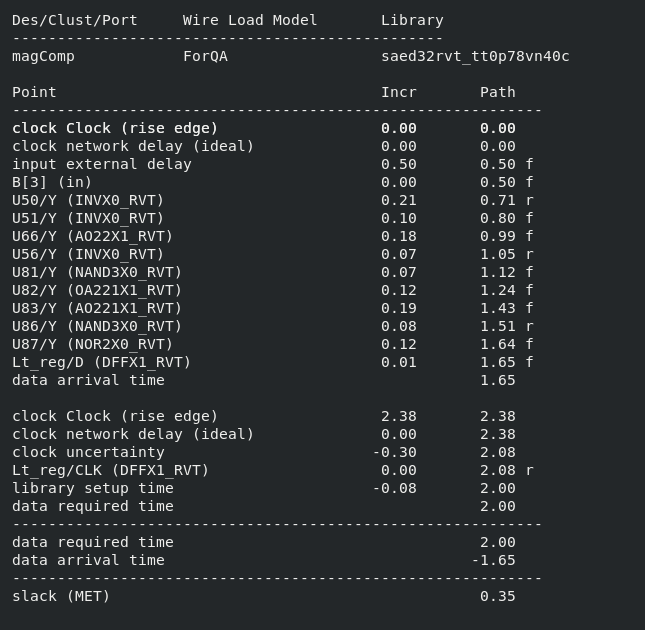 Des/Clust/Port     Wire Load Model       Library
------------------------------------------------
magComp            ForQA                 saed32rvt_tt0p78vn40c

Point                                    Incr       Path
-----------------------------------------------------------
clock Clock (rise edge)                  0.00       0.00
clock network delay (ideal)              0.00       0.00
input external delay                     0.50       0.50 f
B[3] (in)                                0.00       0.50 f
U50/Y (INVX0_RVT)                        0.21       0.71 r
U51/Y (INVX0_RVT)                        0.10       0.80 f
U66/Y (AO22X1_RVT)                       0.18       0.99 f
U56/Y (INVX0_RVT)                        0.07       1.05 r
U81/Y (NAND3X0_RVT)                      0.07       1.12 f
U82/Y (OA221X1_RVT)                      0.12       1.24 f
U83/Y (AO221X1_RVT)                      0.19       1.43 f
U86/Y (NAND3X0_RVT)                      0.08       1.51 r
U87/Y (NOR2X0_RVT)                       0.12       1.64 f
Lt_reg/D (DFFX1_RVT)                     0.01       1.65 f
data arrival time                                   1.65

clock Clock (rise edge)                  2.38       2.38
clock network delay (ideal)              0.00       2.38
clock uncertainty                       -0.30       2.08
Lt_reg/CLK (DFFX1_RVT)                   0.00       2.08 r
library setup time                      -0.08       2.00
data required time                                  2.00
-----------------------------------------------------------
data required time                                  2.00
data arrival time                                  -1.65
-----------------------------------------------------------
slack (MET)                                         0.35